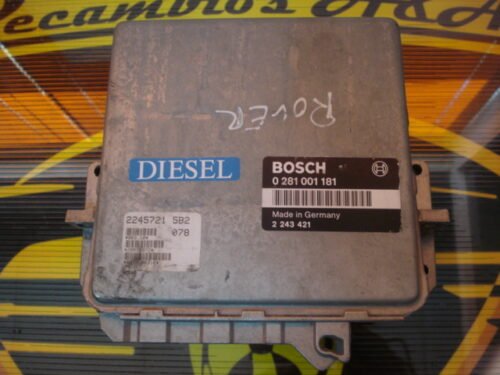 Recambios
ROVER
DIESEL
BOSCH
0 281 001 181
Made in Germany
2 243 421
2245721 5B2
078